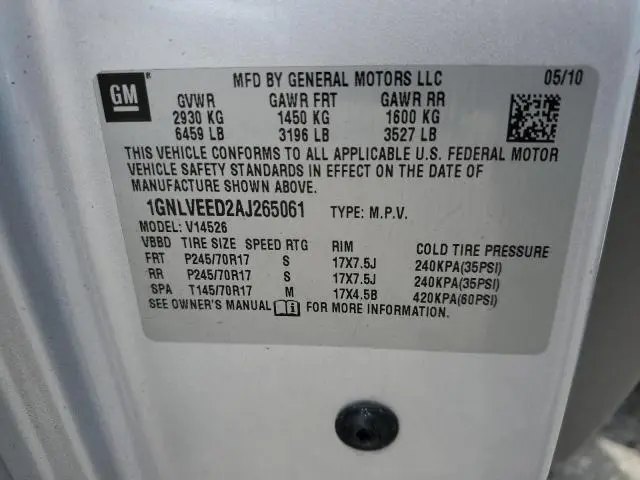 GM MFD BY GENERAL MOTORS LLC 05/10
GVWR GAWR FRT GAWR RR
2930 KG 1450 KG 1600 KG
6459 LB 3196 LB 3527 LB
THIS VEHICLE CONFORMS TO ALL APPLICABLE U.S. FEDERAL MOTOR
VEHICLE SAFETY STANDARDS IN EFFECT ON THE DATE OF
MANUFACTURE SHOWN ABOVE.
1GNLVEED2AJ265061 TYPE: M.P.V.
MODEL: V14526
VBBD TIRE SIZE SPEED RTG RIM COLD TIRE PRESSURE
FRT P245/70R17 S 17X7.5J 240KPA(35PSI)
RR P245/70R17 S 17X7.5J 240KPA(35PSI)
SPA T145/70R17 M 17X4.5B 420KPA(60PSI)
SEE OWNER'S MANUAL FOR MORE INFORMATION.